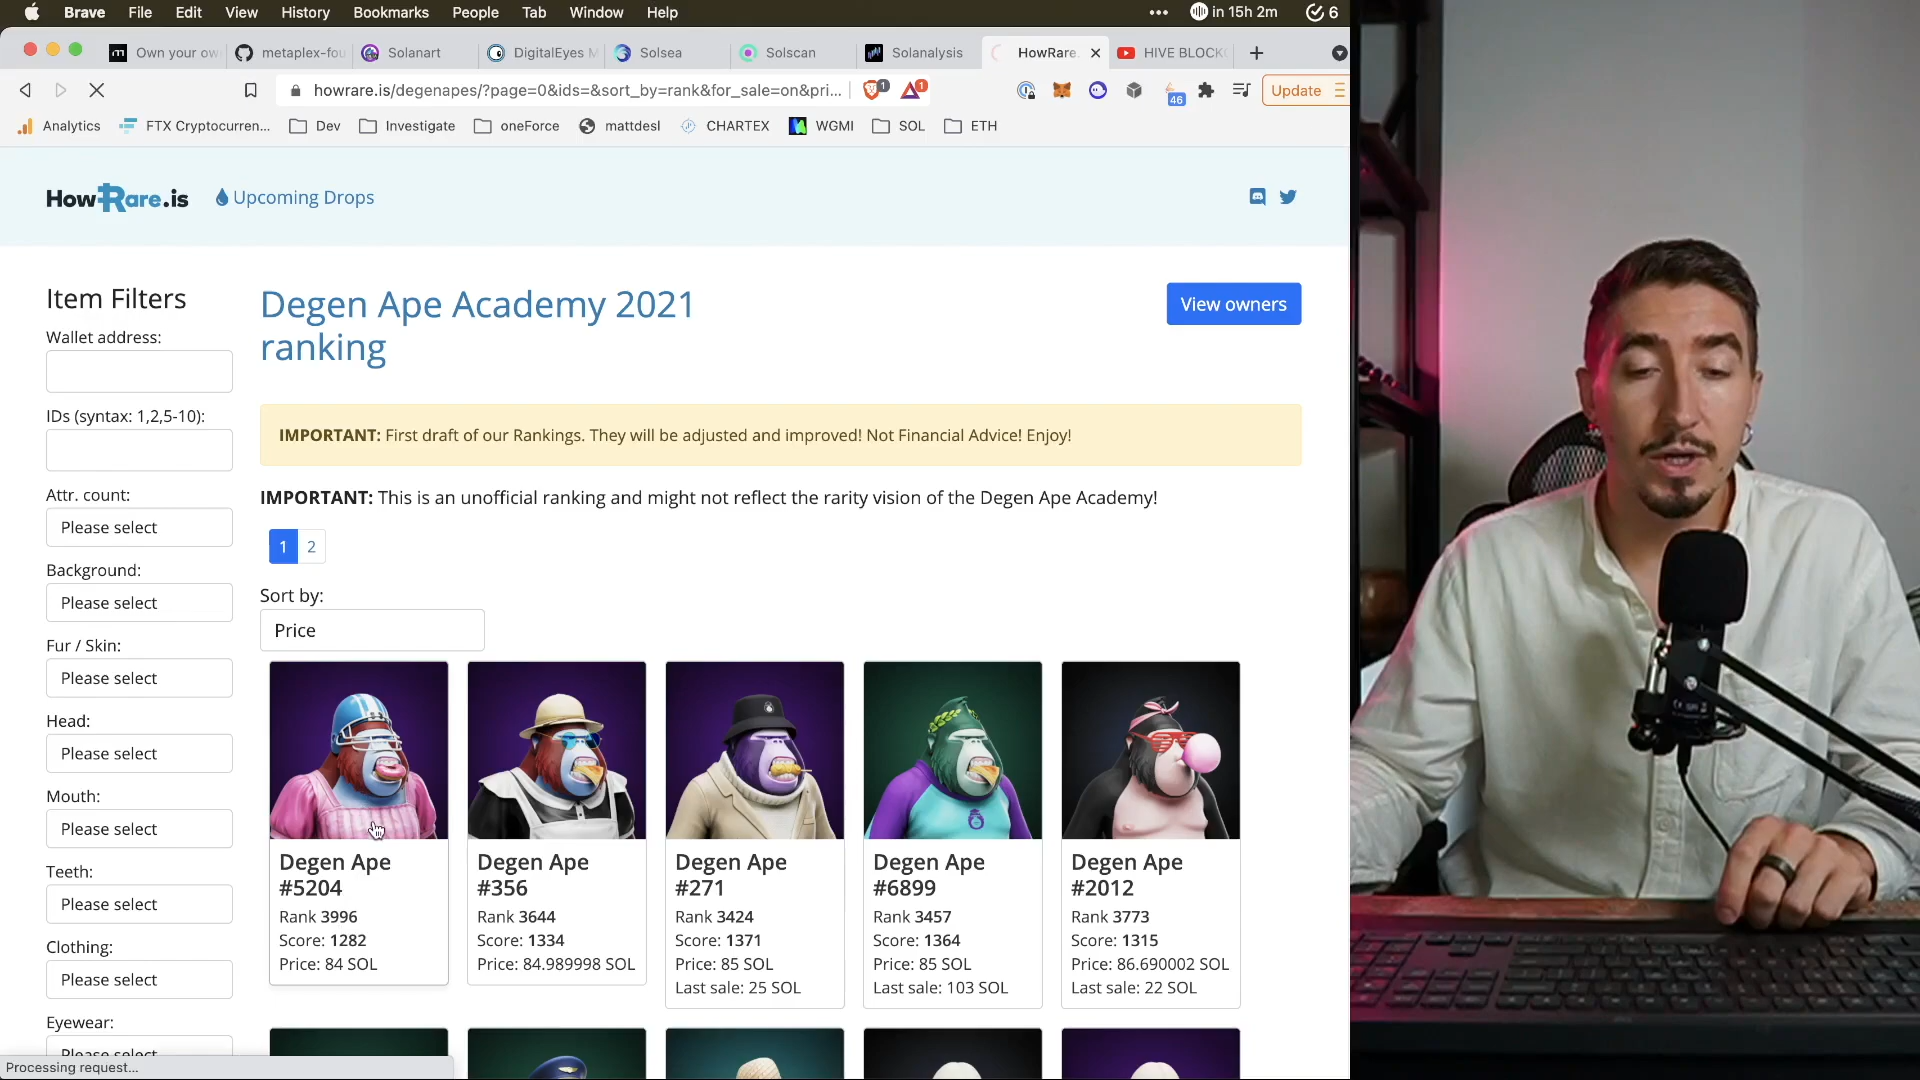 Brave File Edit View History Bookmarks People Tab Window Help ••• in 15h 2m 6
Own your ow metaplex-fou Solanart DigitalEyes M Solsea Solscan Solanalysis HowRare. HIVE BLOCK
howrare.is/degenapes/?page=0&ids=&sort_by=rank&for_sale=on&pri... 1 1 46 Update
Analytics FTX Cryptocurren... Dev Investigate oneForce mattdesl CHARTEX WGMI SOL ETH
HowRare.is Upcoming Drops
Item Filters
Wallet address:
IDs (syntax: 1,2,5-10):
Attr. count:
Please select
Background:
Please select
Fur / Skin:
Please select
Head:
Please select
Mouth:
Please select
Teeth:
Please select
Clothing:
Please select
Eyewear:
Please select
Processing request...
Degen Ape Academy 2021
ranking
View owners
IMPORTANT: First draft of our Rankings. They will be adjusted and improved! Not Financial Advice! Enjoy!
IMPORTANT: This is an unofficial ranking and might not reflect the rarity vision of the Degen Ape Academy!
1 2
Sort by:
Price
Degen Ape
#5204
Rank 3996
Score: 1282
Price: 84 SOL
Degen Ape
#356
Rank 3644
Score: 1334
Price: 84.989998 SOL
Degen Ape
#271
Rank 3424
Score: 1371
Price: 85 SOL
Last sale: 25 SOL
Degen Ape
#6899
Rank 3457
Score: 1364
Price: 85 SOL
Last sale: 103 SOL
Degen Ape
#2012
Rank 3773
Score: 1315
Price: 86.690002 SOL
Last sale: 22 SOL